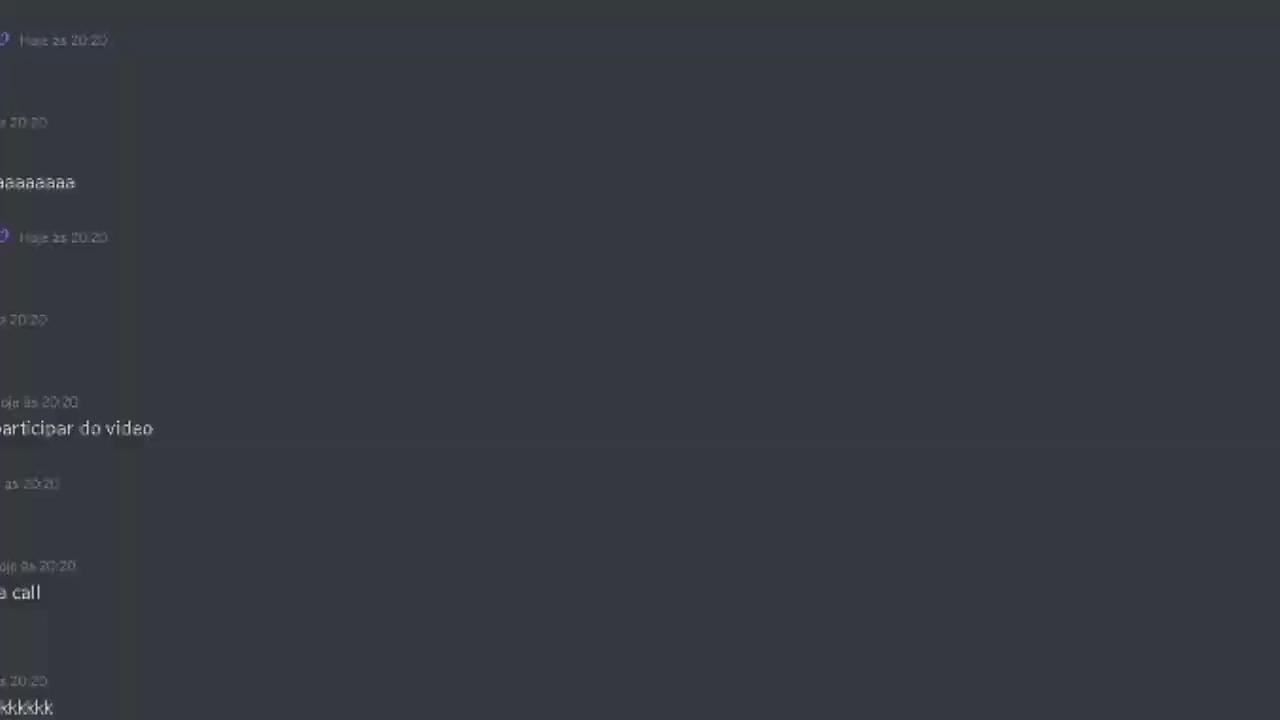 Hoje às 20:20
20:20
aaaaaaaa
Hoje às 20:20
20:20
oje às 20:20
participar do video
às 20:20
oje às 20:20
a call
20:20
kkkkkk